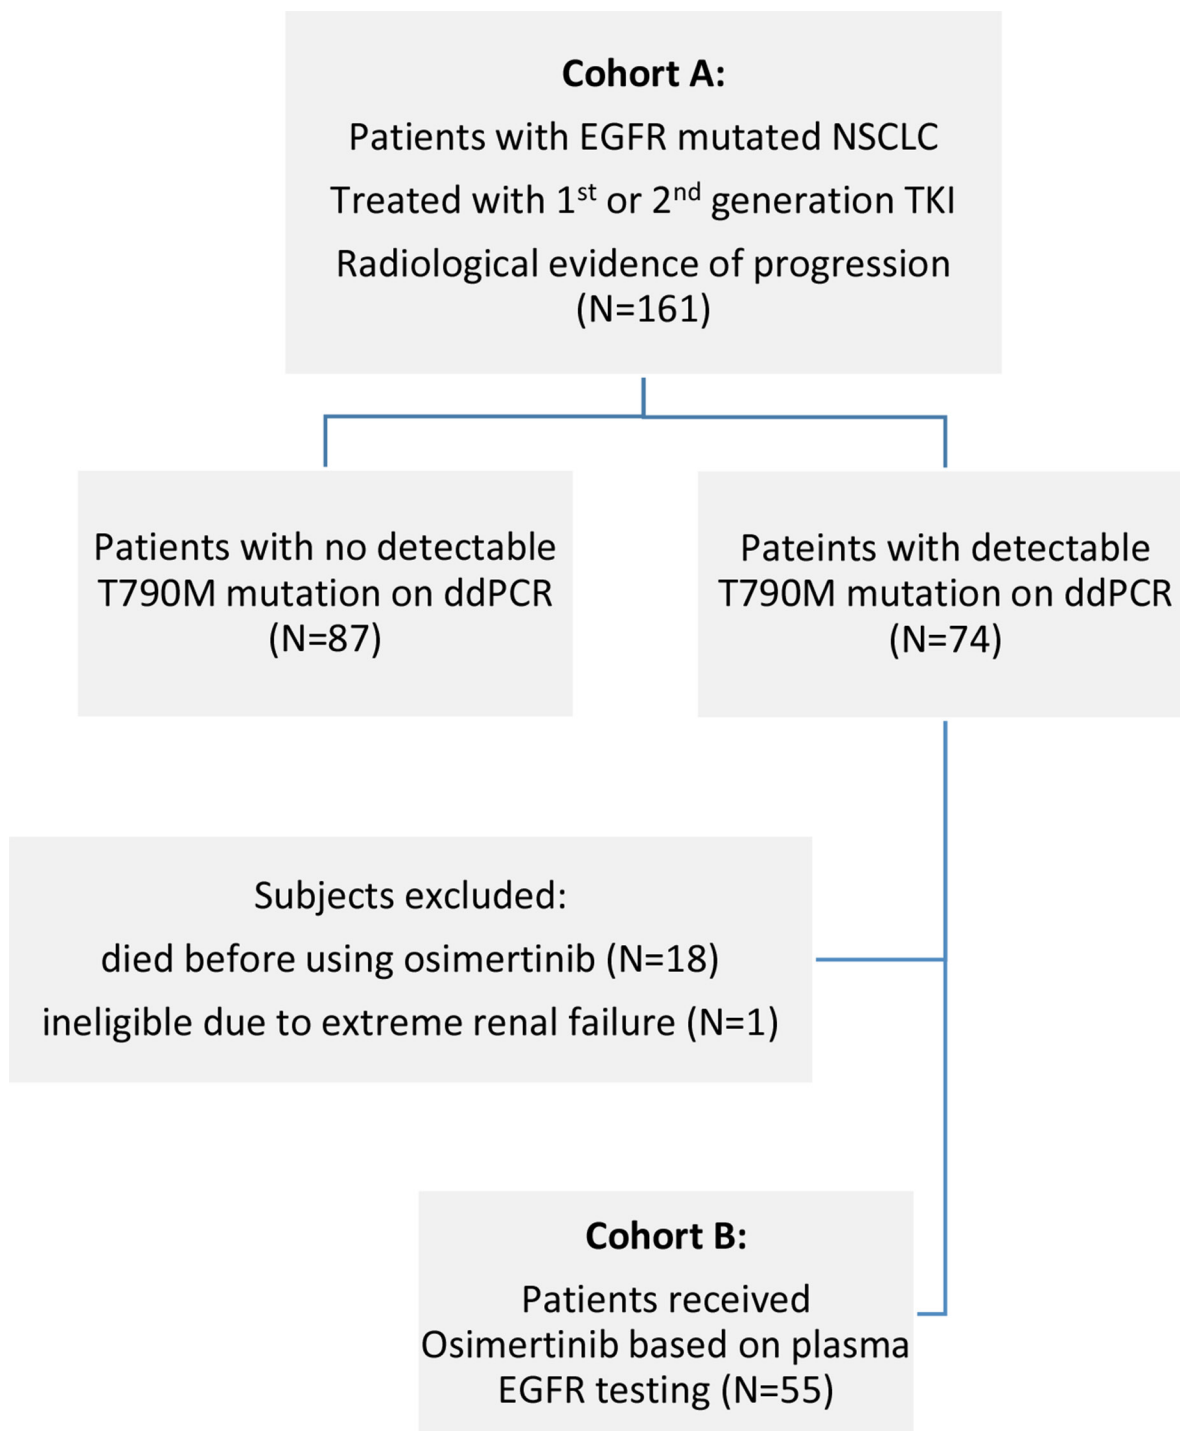 Cohort A:
Patients with EGFR mutated NSCLC
Treated with 1st or 2nd generation TKI
Radiological evidence of progression
(N=161)
Patients with no detectable
T790M mutation on ddPCR
(N=87)
Pateints with detectable
T790M mutation on ddPCR
(N=74)
Subjects excluded:
died before using osimertinib (N=18)
ineligible due to extreme renal failure (N=1)
Cohort B:
Patients received
Osimertinib based on plasma
EGFR testing (N=55)